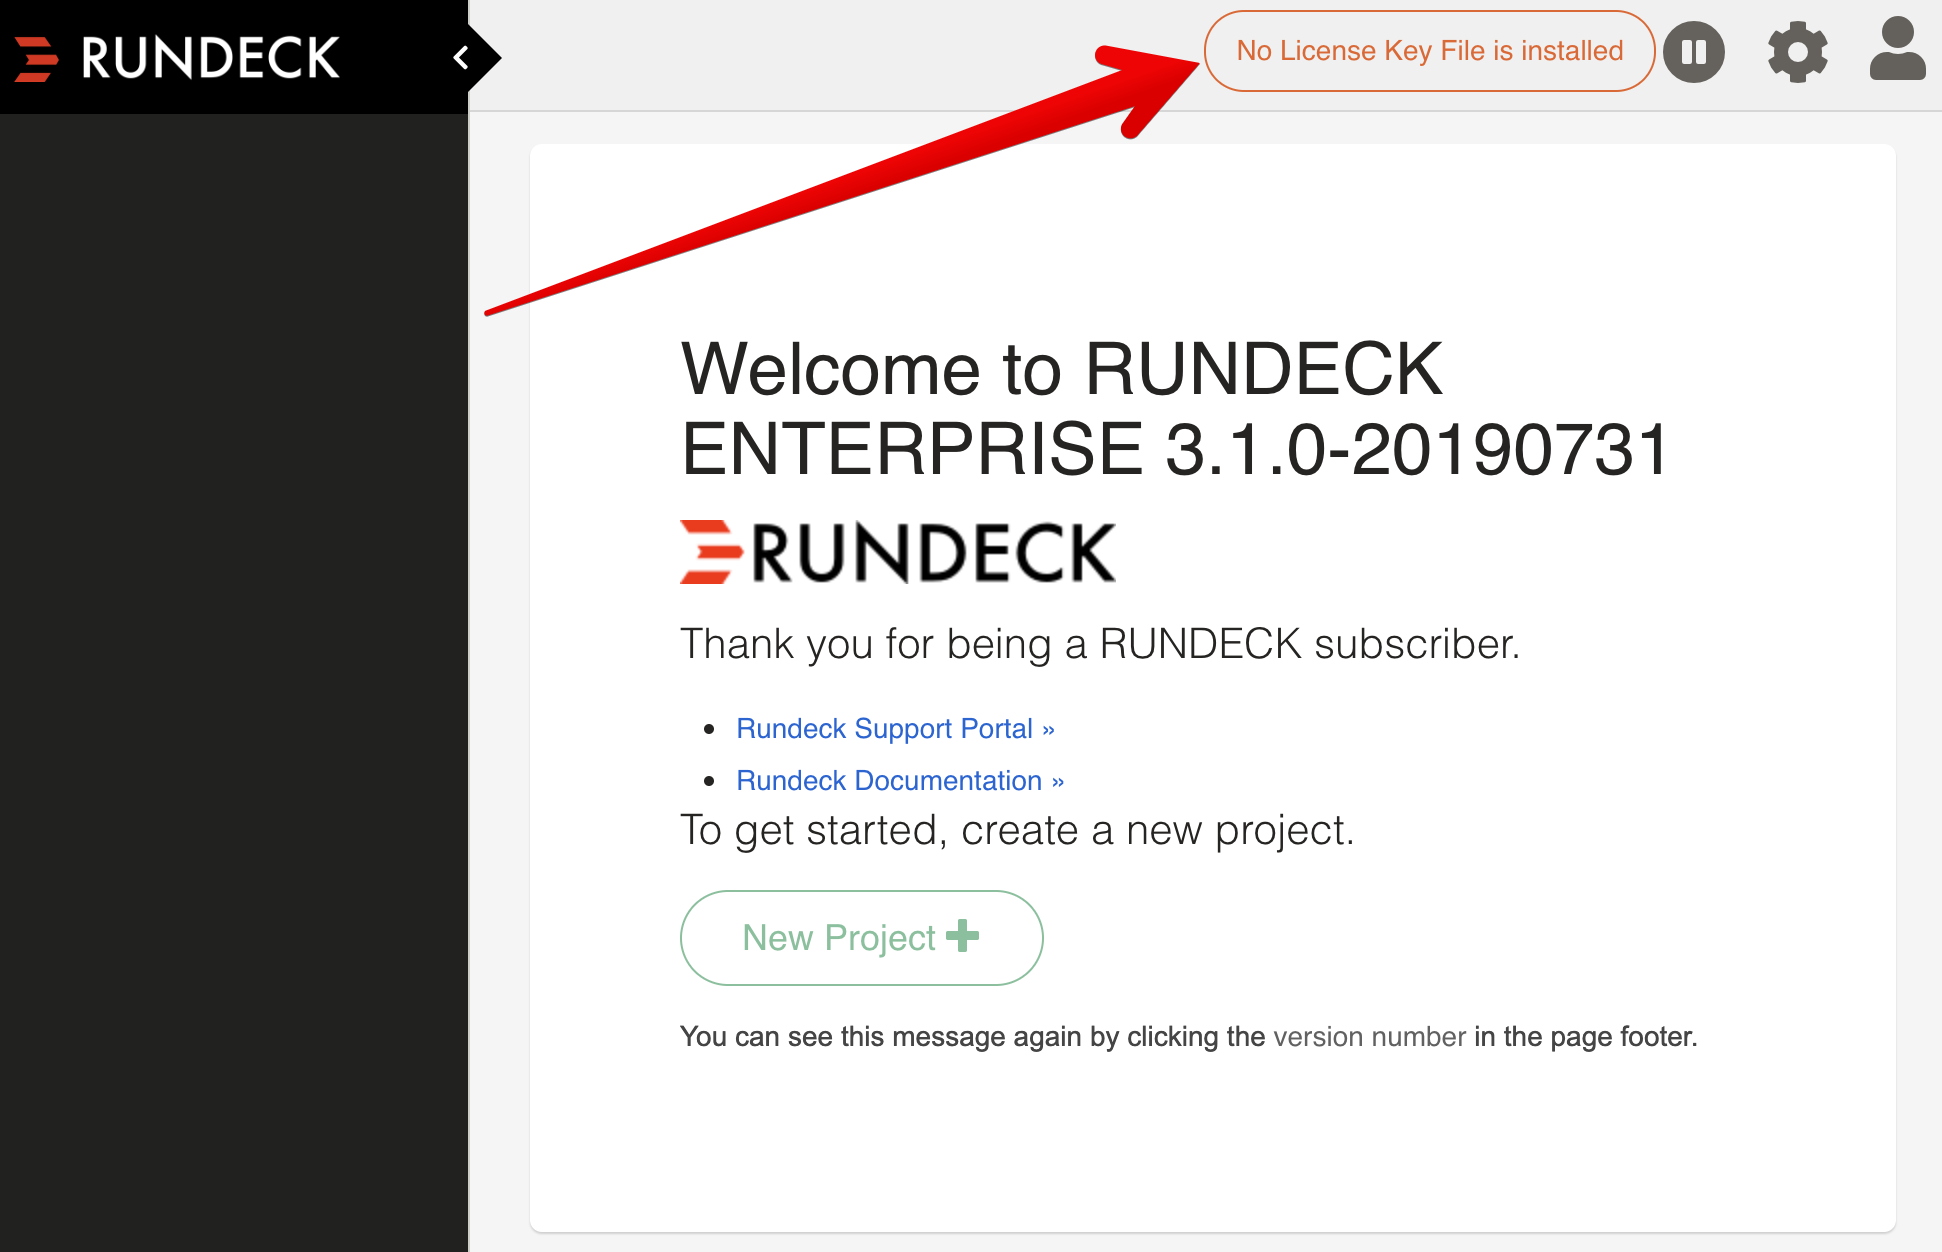 RUNDECK
No License Key File is installed
Welcome to RUNDECK
ENTERPRISE 3.1.0-20190731
RUNDECK
Thank you for being a RUNDECK subscriber.
• Rundeck Support Portal »
• Rundeck Documentation »
To get started, create a new project.
New Project +
You can see this message again by clicking the version number in the page footer.